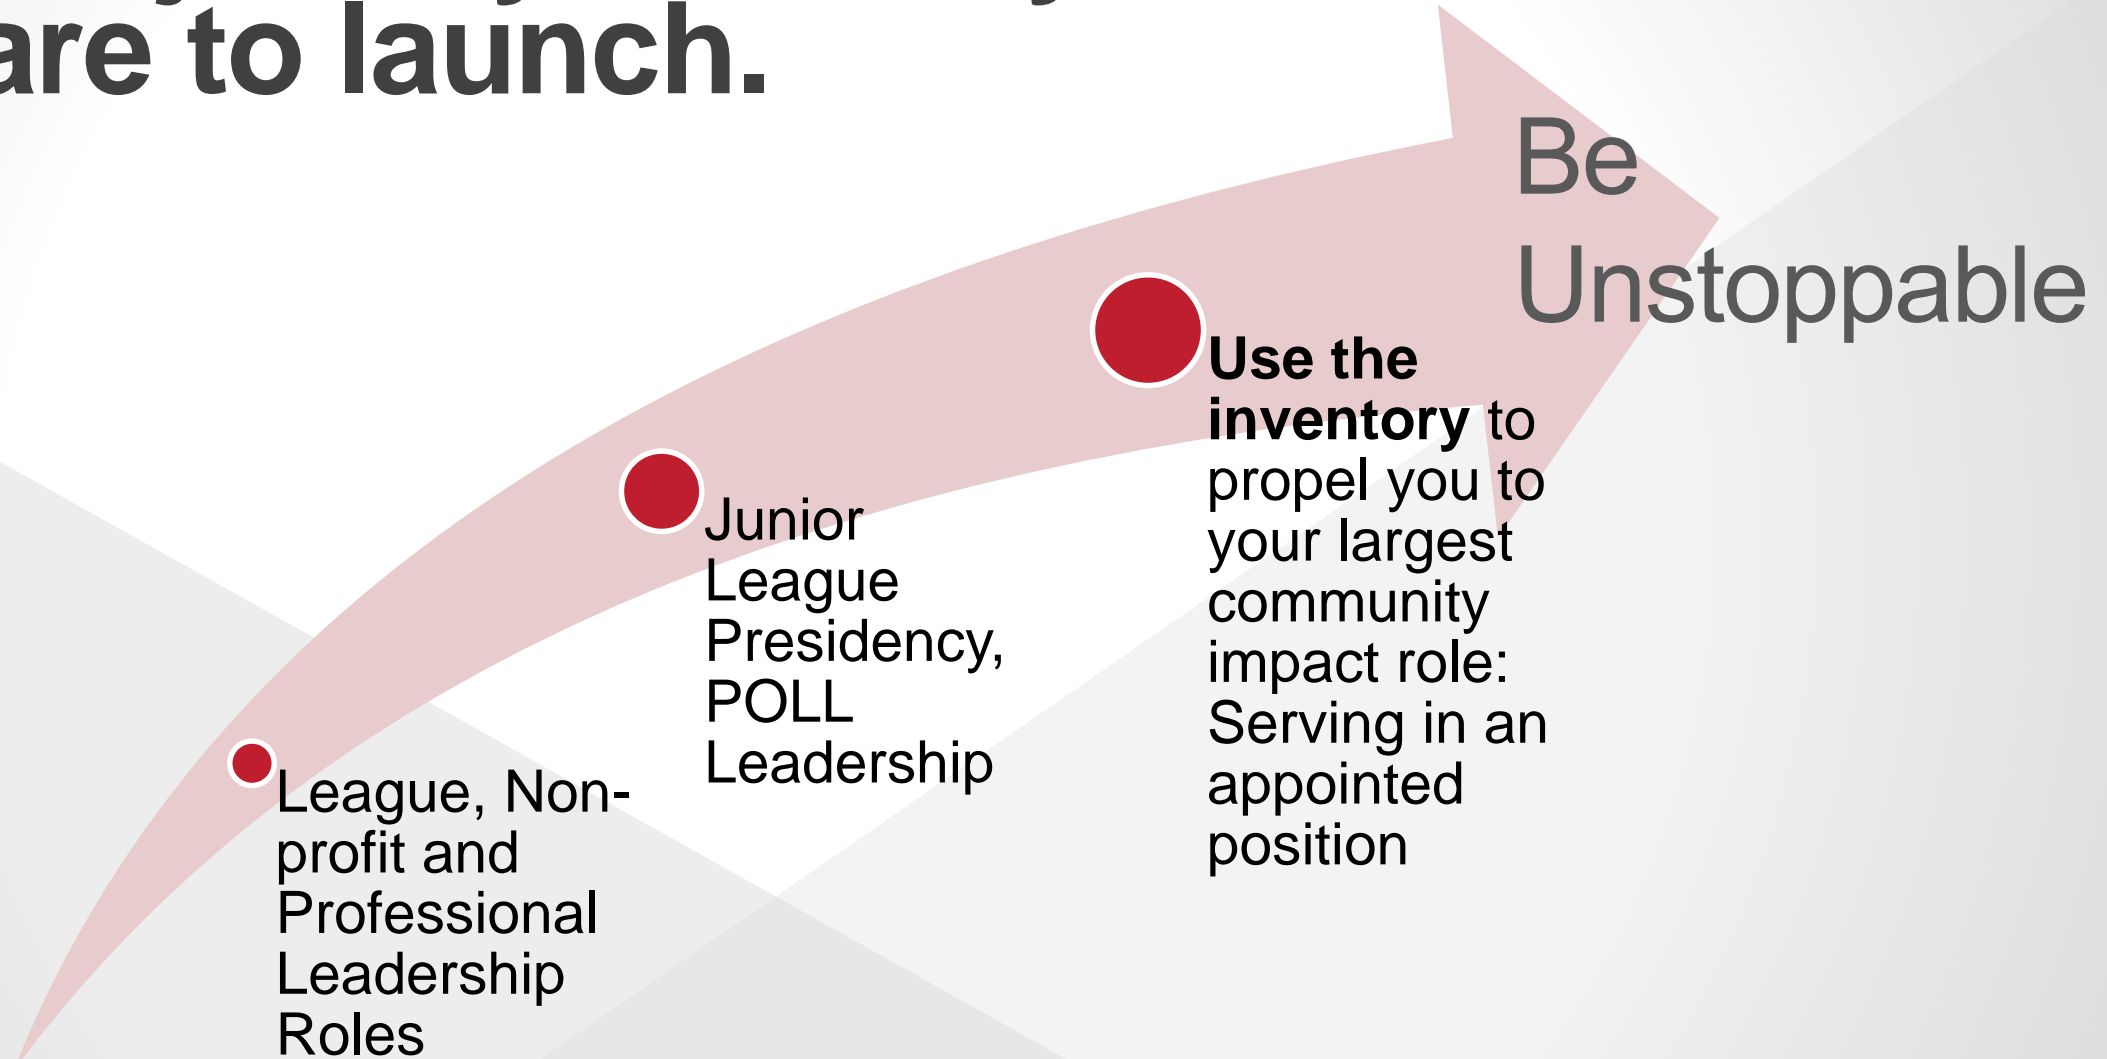 are to launch.
Be
Unstoppable
Use the
inventory to
propel you to
your largest
community
impact role:
Serving in an
appointed
position
Junior
League
Presidency,
POLL
Leadership
League, Non-
profit and
Professional
Leadership
Roles